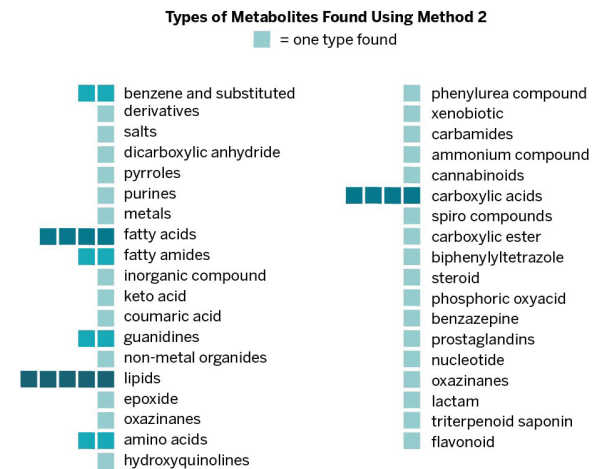 Types of Metabolites Found Using Method 2
= one type found
benzene and substituted
derivatives
salts
dicarboxylic anhydride
pyrroles
purines
metals
fatty acids
fatty amides
inorganic compound
keto acid
coumaric acid
guanidines
non-metal organides
lipids
epoxide
oxazinanes
amino acids
hydroxyquinolines
phenylurea compound
xenobiotic
carbamides
ammonium compound
cannabinoids
carboxylic acids
spiro compounds
carboxylic ester
biphenylyltetrazole
steroid
phosphoric oxyacid
benzazepine
prostaglandins
nucleotide
oxazinanes
lactam
triterpenoid saponin
flavonoid